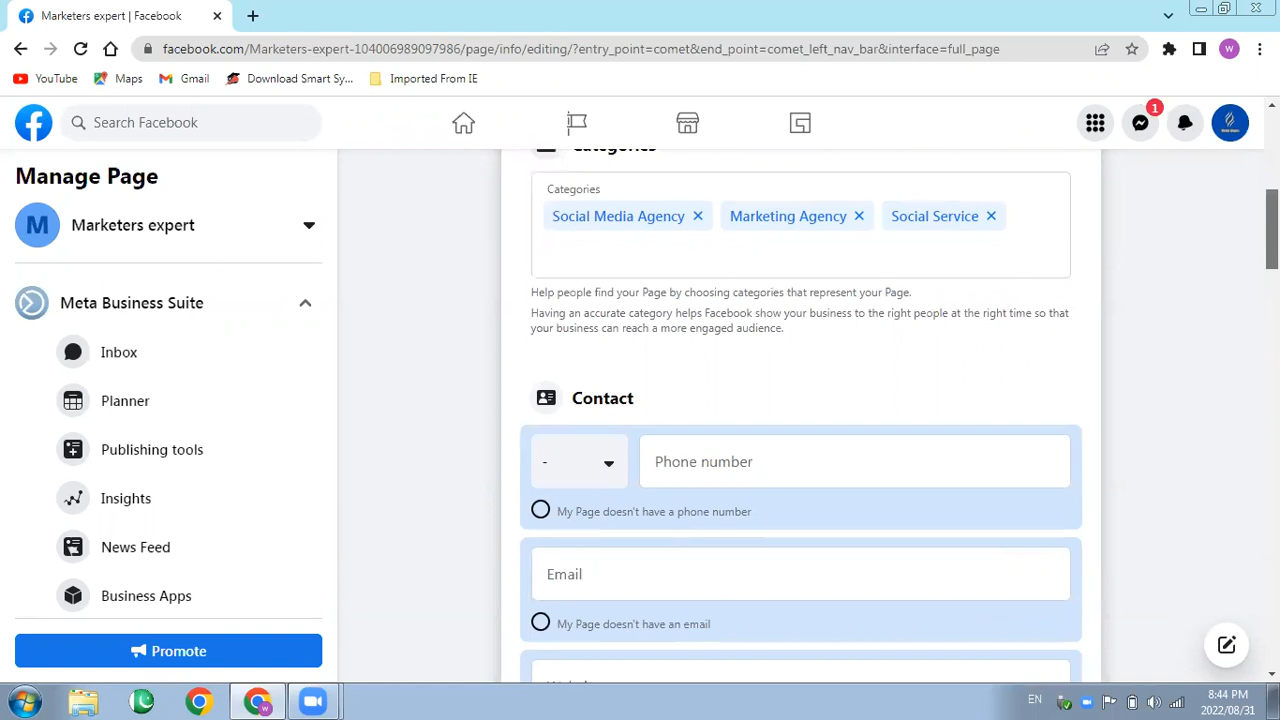 Marketers expert | Facebook
facebook.com/Marketers-expert-104006989097986/page/info/editing/?entry_point=comet&end_point=comet_left_nav_bar&interface=full_page
W
YouTube
Maps
Gmail
Download Smart Sy...
Imported From IE
Search Facebook
1
Manage Page
M
Marketers expert
Meta Business Suite
Inbox
Planner
Publishing tools
Insights
News Feed
Business Apps
Promote
Categories
Categories
Social Media Agency
Marketing Agency
Social Service
Help people find your Page by choosing categories that represent your Page.
Having an accurate category helps Facebook show your business to the right people at the right time so that
your business can reach a more engaged audience.
Contact
-
Phone number
My Page doesn't have a phone number
Email
My Page doesn't have an email
EN
8:44 PM
2022/08/31